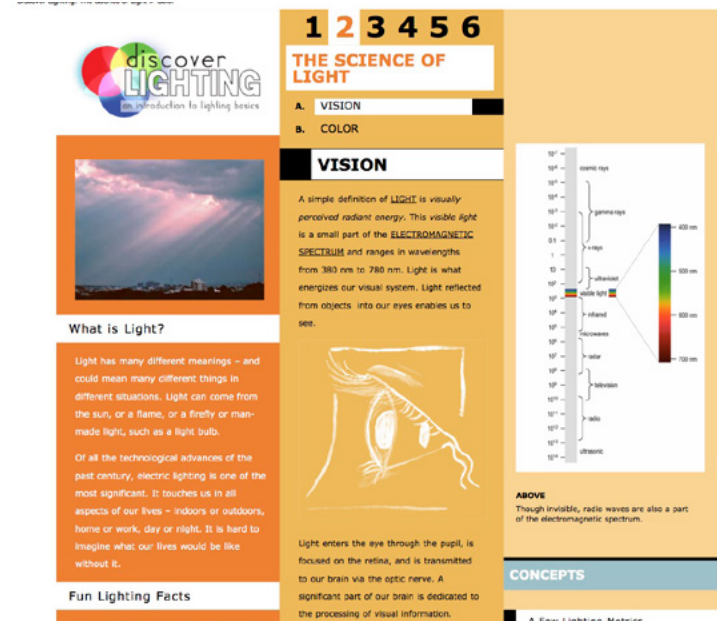 discover
LIGHTING
an introduction to lighting basics
1 2 3 4 5 6
THE SCIENCE OF
LIGHT
A. VISION
B. COLOR
What is Light?
Light has many different meanings – and
could mean many different things in
different situations. Light can come from
the sun, or a flame, or a firefly or man-
made light, such as a light bulb.
Of all the technological advances of the
past century, electric lighting is one of the
most significant. It touches us in all
aspects of our lives – indoors or outdoors,
home or work, day or night. It is hard to
imagine what our lives would be like
without it.
Fun Lighting Facts
VISION
A simple definition of LIGHT is visually
perceived radiant energy. This visible light
is a small part of the ELECTROMAGNETIC
SPECTRUM and ranges in wavelengths
from 380 nm to 780 nm. Light is what
energizes our visual system. Light reflected
from objects into our eyes enables us to
see.
Light enters the eye through the pupil, is
focused on the retina, and is transmitted
to our brain via the optic nerve. A
significant part of our brain is dedicated to
the processing of visual information.
cosmic rays
gamma rays
x-rays
ultraviolet
visible light
infrared
microwaves
radar
television
radio
ultrasonic
400 nm
500 nm
600 nm
700 nm
ABOVE
Though invisible, radio waves are also a part
of the electromagnetic spectrum.
CONCEPTS
A Few Lighting Metrics